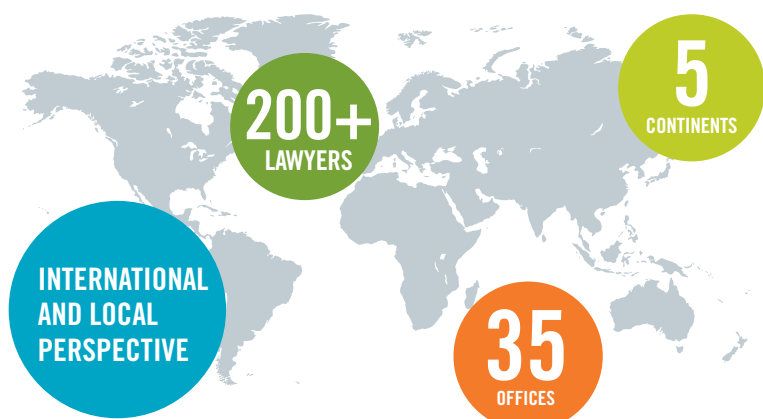 5
CONTINENTS
200+
LAWYERS
INTERNATIONAL
AND LOCAL
PERSPECTIVE
35
OFFICES